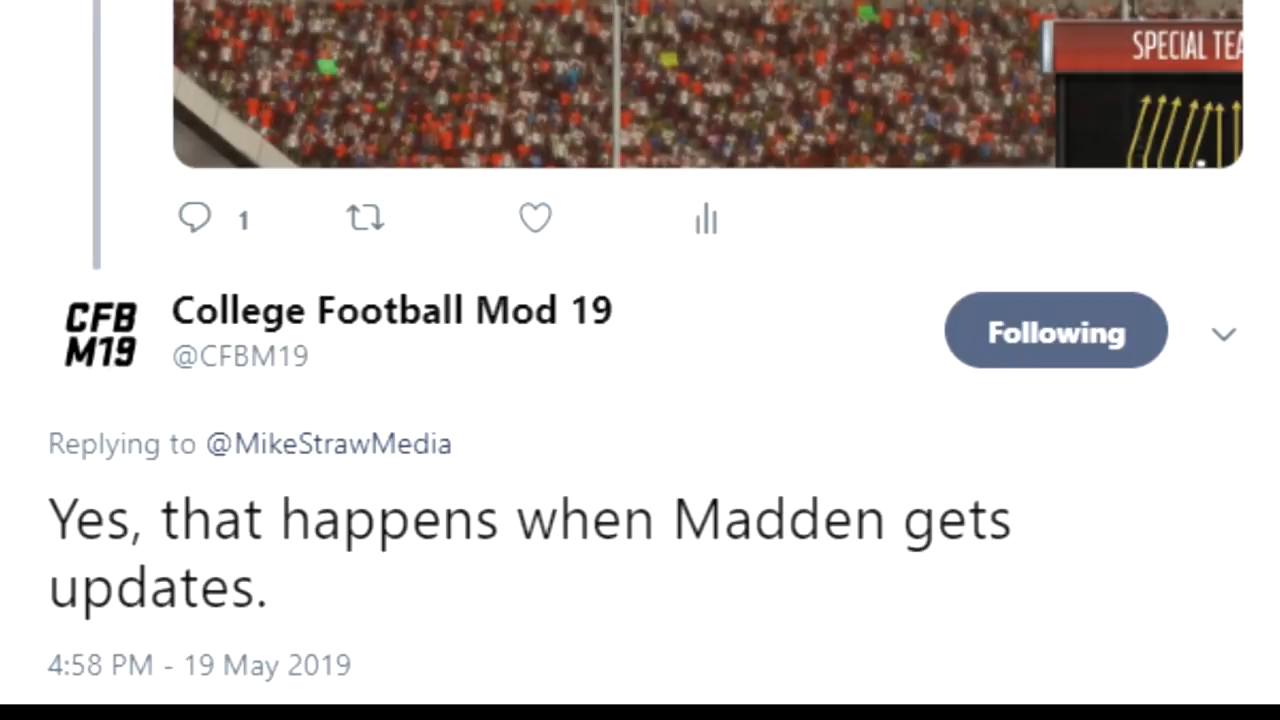 SPECIAL TEA
1
CFB
M19
College Football Mod 19
@CFBM19
Following
Replying to @MikeStrawMedia
Yes, that happens when Madden gets
updates.
4:58 PM - 19 May 2019